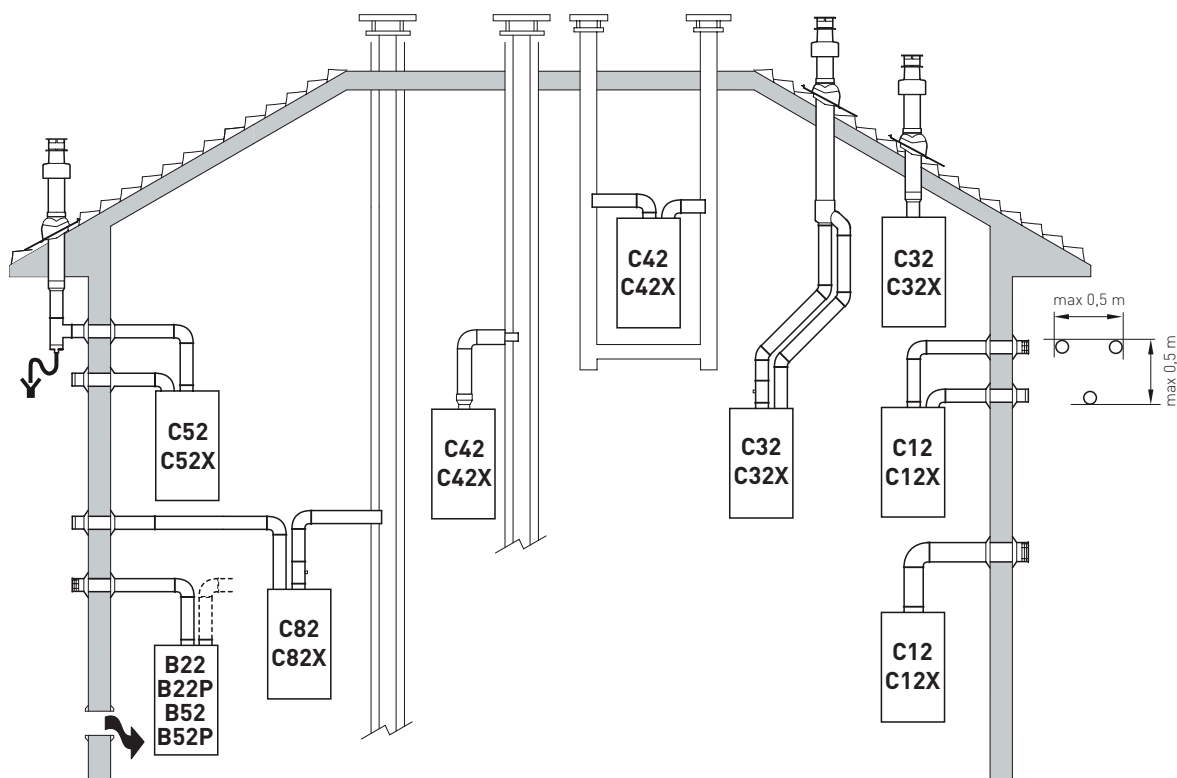 C42
C42X
C32
C32X
max 0,5 m
max 0,5 m
C52
C52X
C42
C42X
C32
C32X
C12
C12X
C82
C82X
B22
B22P
B52
B52P
C12
C12X